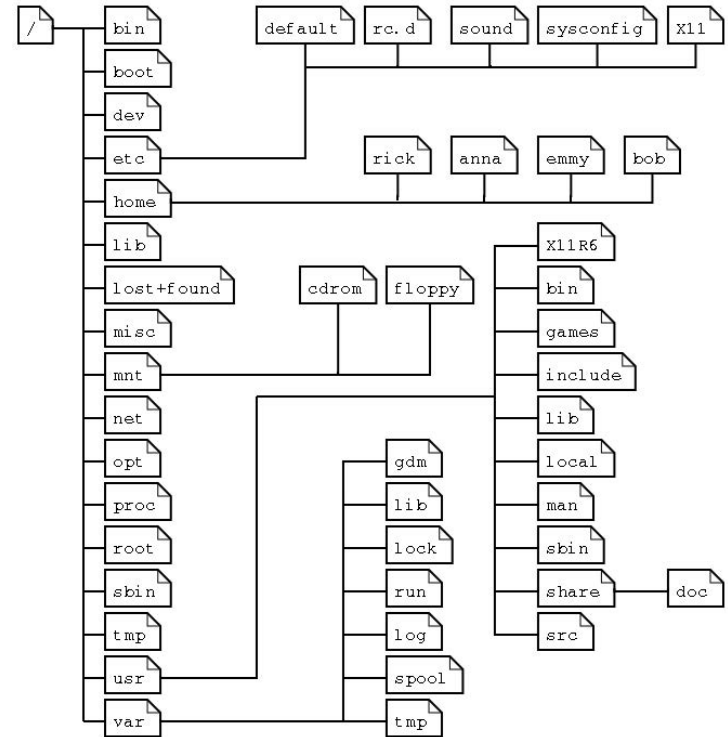 / bin default rc.d sound sysconfig X11
boot
dev
etc
rick anna emmy bob
home
lib
X11R6
lost+found cdrom floppy bin
misc games
mnt include
net lib
opt gdm local
proc lib man
root lock sbin
sbin run share doc
tmp log src
usr spool
var tmp